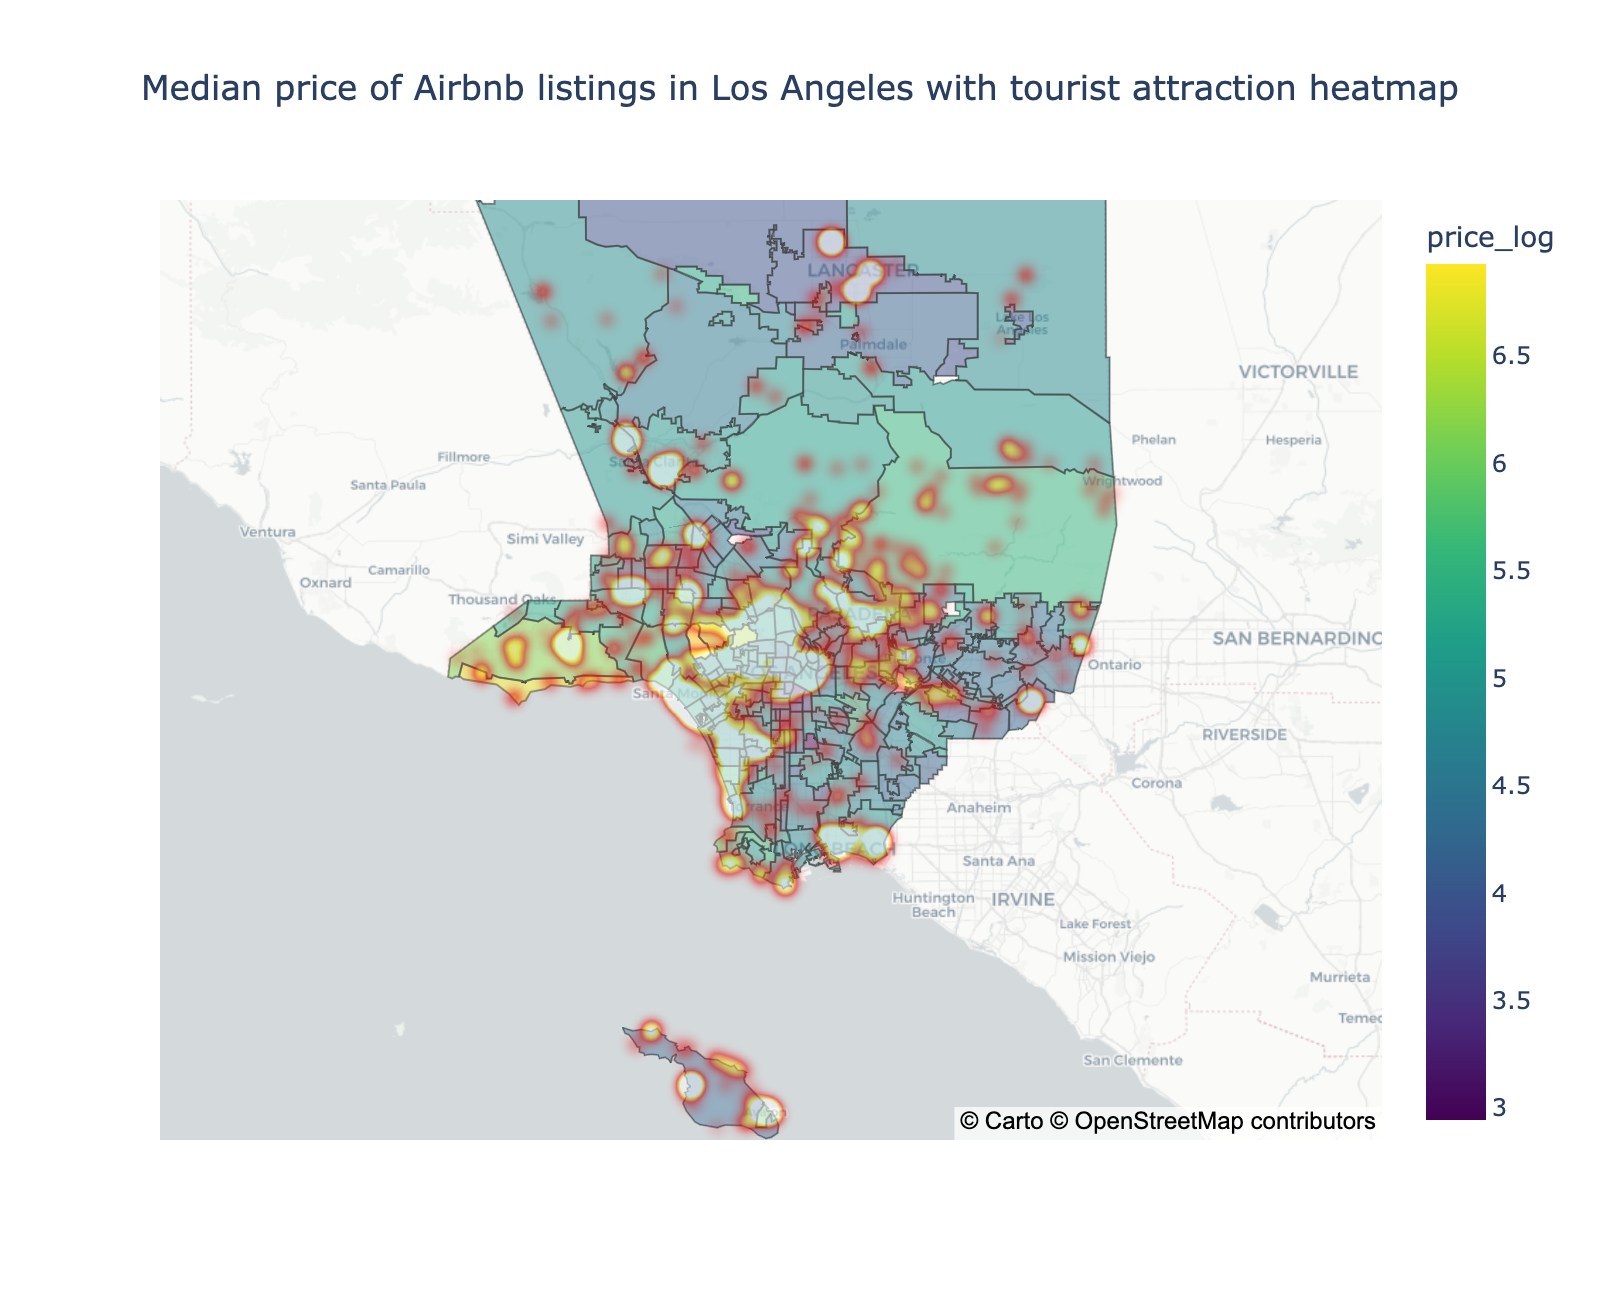 Median price of Airbnb listings in Los Angeles with tourist attraction heatmap
price_log
6.5
6
5.5
5
4.5
4
3.5
3
LANCASTER
Lake Los
Angeles
Palmdale
VICTORVILLE
Phelan
Hesperia
Fillmore
Santa Paula
Wrightwood
Ventura
Simi Valley
Camarillo
Oxnard
Thousand Oaks
SAN BERNARDINO
Ontario
RIVERSIDE
Corona
Anaheim
Santa Ana
Huntington
Beach
IRVINE
Lake Forest
Mission Viejo
Murrieta
Temec
San Clemente
© Carto © OpenStreetMap contributors